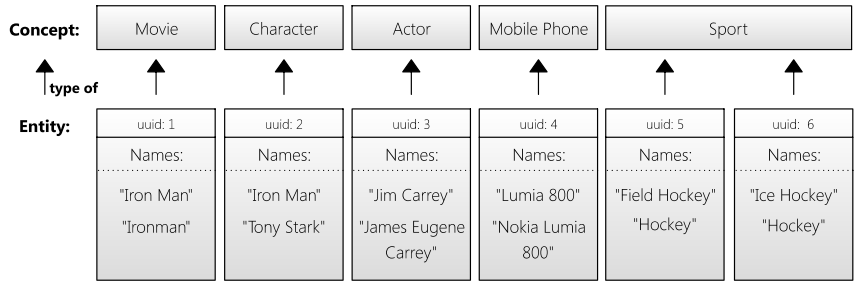 Concept: Movie Character Actor Mobile Phone Sport
type of
Entity: uuid: 1 uuid: 2 uuid: 3 uuid: 4 uuid: 5 uuid: 6
Names: Names: Names: Names: Names: Names:
"Iron Man" "Iron Man" "Jim Carrey" "Lumia 800" "Field Hockey" "Ice Hockey"
"Ironman" "Tony Stark" "James Eugene "Nokia Lumia "Hockey" "Hockey"
Carrey" 800"